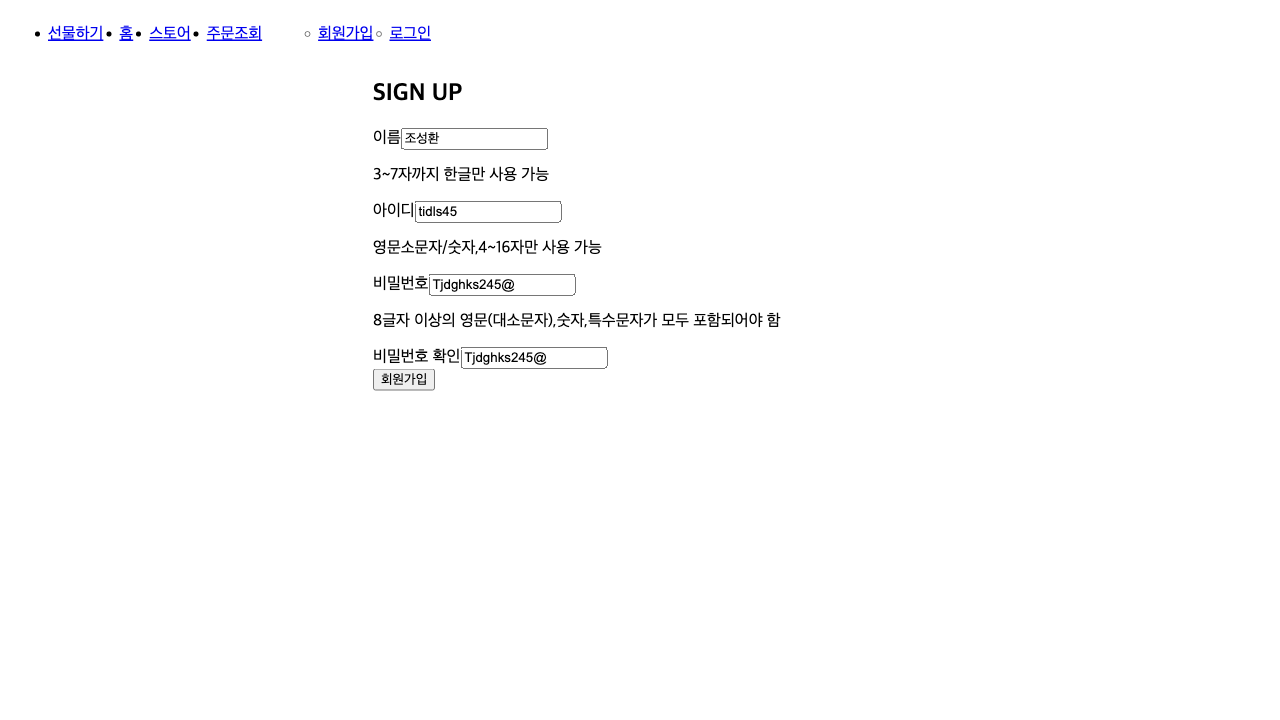 선물하기 홈 스토어 주문조회 회원가입 로그인
SIGN UP
이름 조성환
3~7자까지 한글만 사용 가능
아이디 tidls45
영문소문자/숫자,4~16자만 사용 가능
비밀번호 Tjdghks245@
8글자 이상의 영문(대소문자),숫자,특수문자가 모두 포함되어야 함
비밀번호 확인 Tjdghks245@
회원가입